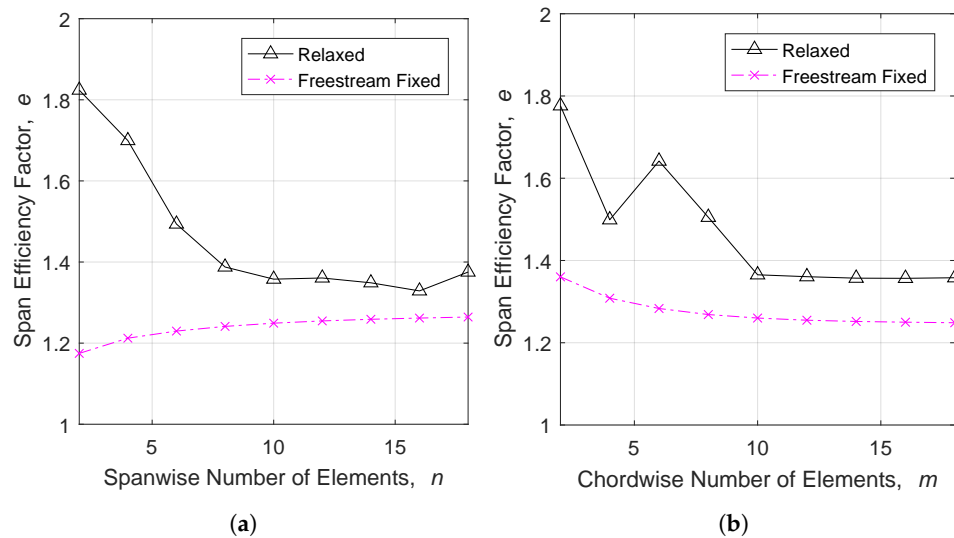 2
1.8
1.6
1.4
1.2
1
Span Efficiency Factor, e
Relaxed
Freestream Fixed
5
10
15
Spanwise Number of Elements, n
(a)
2
1.8
1.6
1.4
1.2
1
Span Efficiency Factor, e
Relaxed
Freestream Fixed
5
10
15
Chordwise Number of Elements, m
(b)